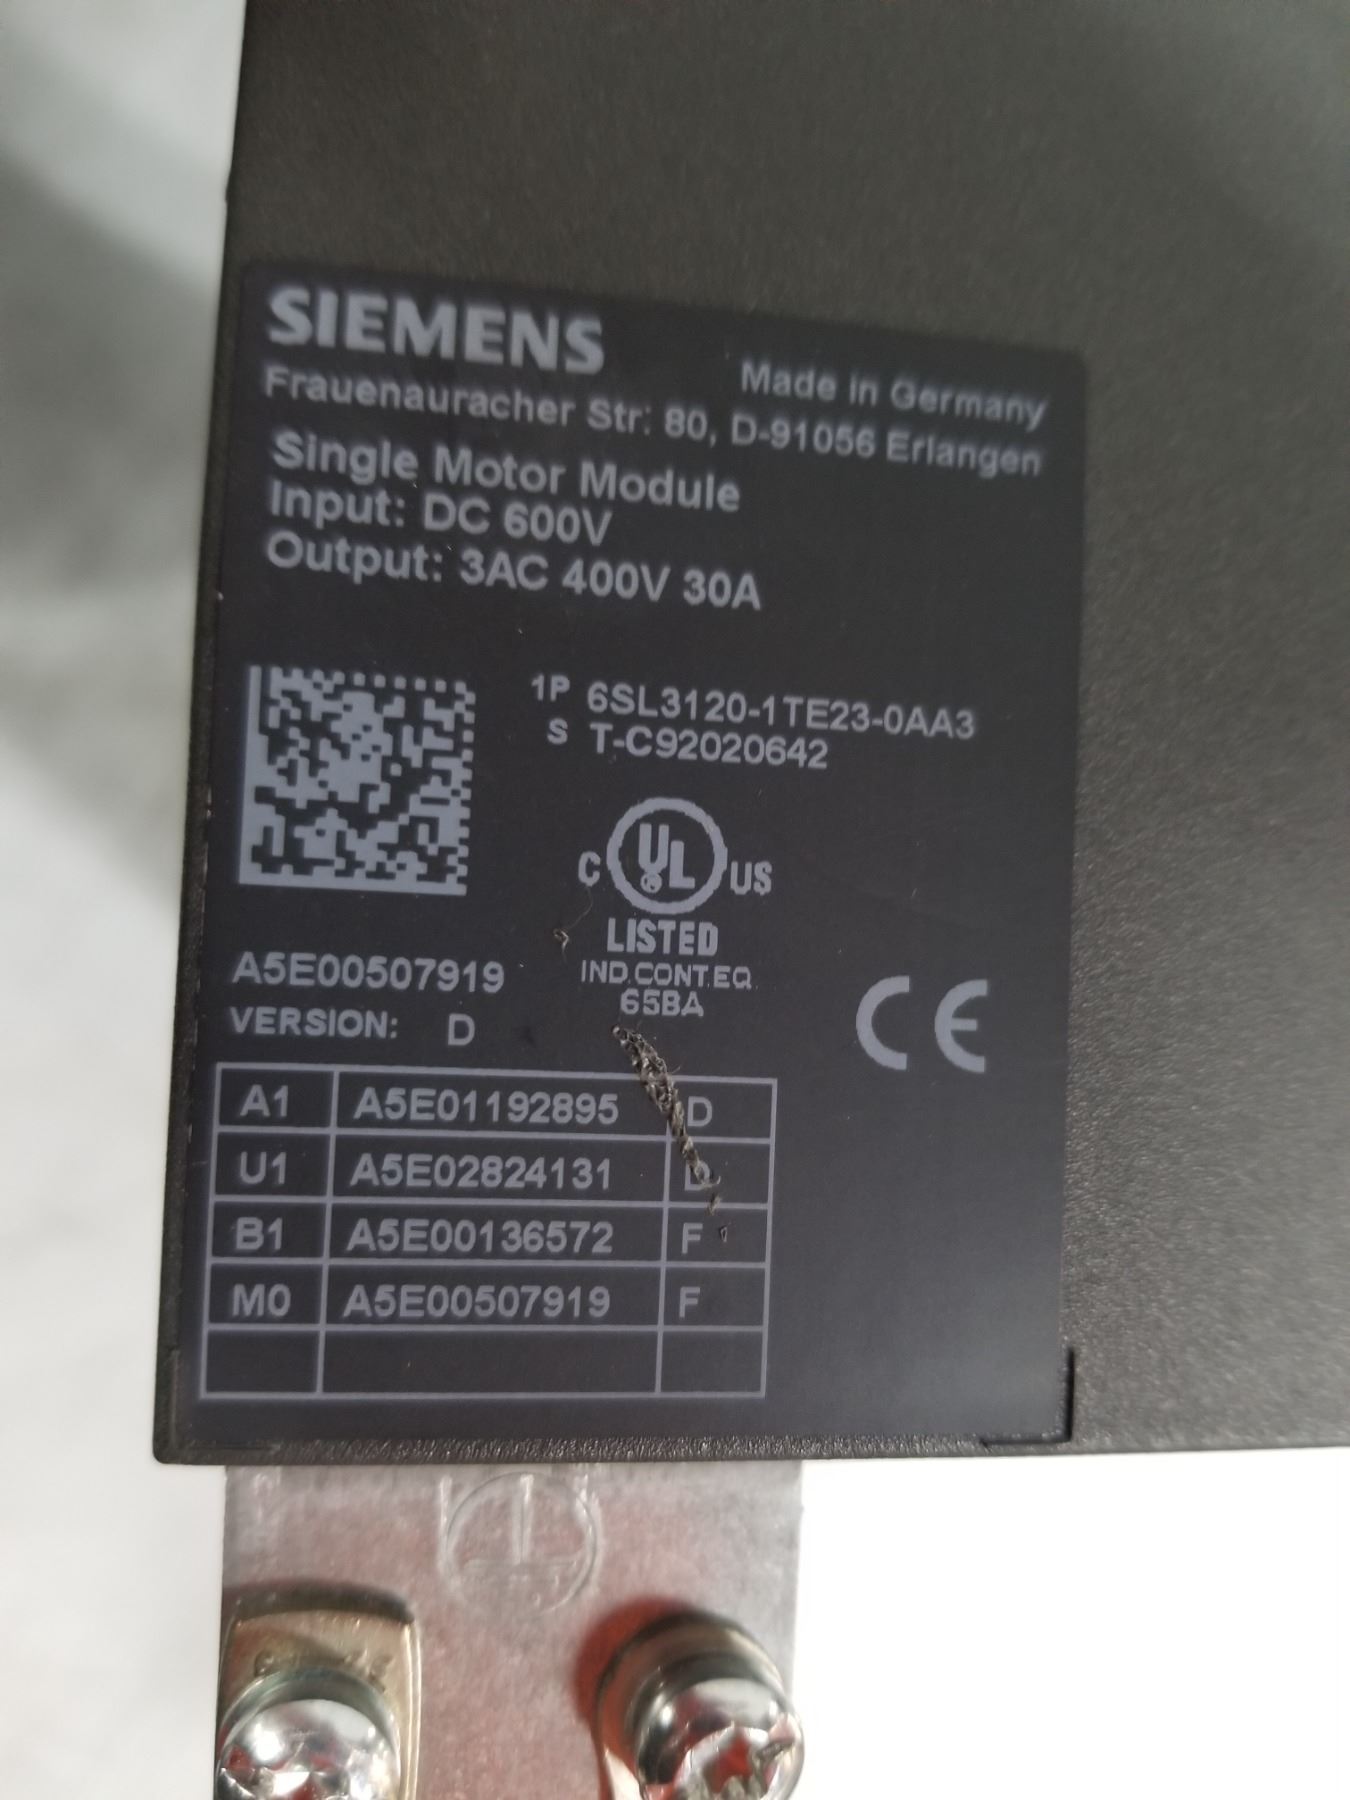 SIEMENS
Made in Germany
Frauenauracher Str. 80, D-91056 Erlangen
Single Motor Module
Input: DC 600V
Output: 3AC 400V 30A
1P 6SL3120-1TE23-0AA3
S T-C92020642
C UL US
LISTED
IND.CONT.EQ.
65BA
A5E00507919
VERSION: D
CE
A1 A5E01192895 D
U1 A5E02824131 D
B1 A5E00136572 F
M0 A5E00507919 F